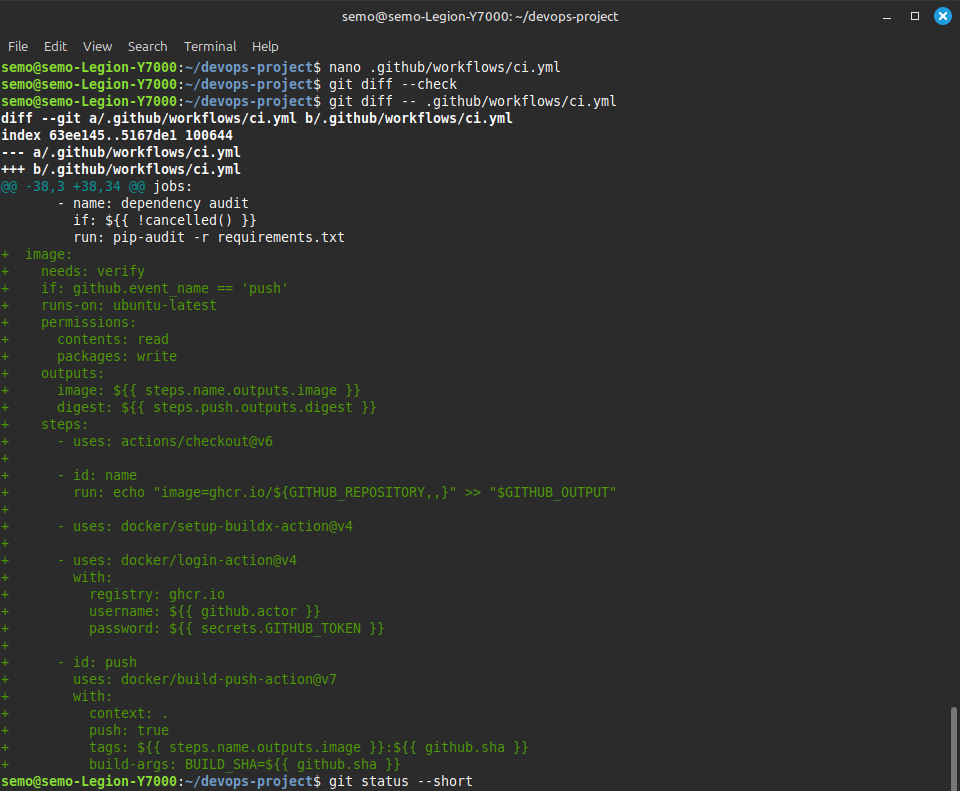 semo@semo-Legion-Y7000: ~/devops-project
File Edit View Search Terminal Help
semo@semo-Legion-Y7000:~/devops-project$ nano .github/workflows/ci.yml
semo@semo-Legion-Y7000:~/devops-project$ git diff --check
semo@semo-Legion-Y7000:~/devops-project$ git diff -- .github/workflows/ci.yml
diff --git a/.github/workflows/ci.yml b/.github/workflows/ci.yml
index 63ee145..5167de1 100644
--- a/.github/workflows/ci.yml
+++ b/.github/workflows/ci.yml
@@ -38,3 +38,34 @@ jobs:
       - name: dependency audit
         if: ${{ !cancelled() }}
         run: pip-audit -r requirements.txt
+  image:
+    needs: verify
+    if: github.event_name == 'push'
+    runs-on: ubuntu-latest
+    permissions:
+      contents: read
+      packages: write
+    outputs:
+      image: ${{ steps.name.outputs.image }}
+      digest: ${{ steps.push.outputs.digest }}
+    steps:
+      - uses: actions/checkout@v6
+
+      - id: name
+        run: echo "image=ghcr.io/${GITHUB_REPOSITORY,,}" >> "$GITHUB_OUTPUT"
+
+      - uses: docker/setup-buildx-action@v4
+
+      - uses: docker/login-action@v4
+        with:
+          registry: ghcr.io
+          username: ${{ github.actor }}
+          password: ${{ secrets.GITHUB_TOKEN }}
+
+      - id: push
+        uses: docker/build-push-action@v7
+        with:
+          context: .
+          push: true
+          tags: ${{ steps.name.outputs.image }}:${{ github.sha }}
+          build-args: BUILD_SHA=${{ github.sha }}
semo@semo-Legion-Y7000:~/devops-project$ git status --short